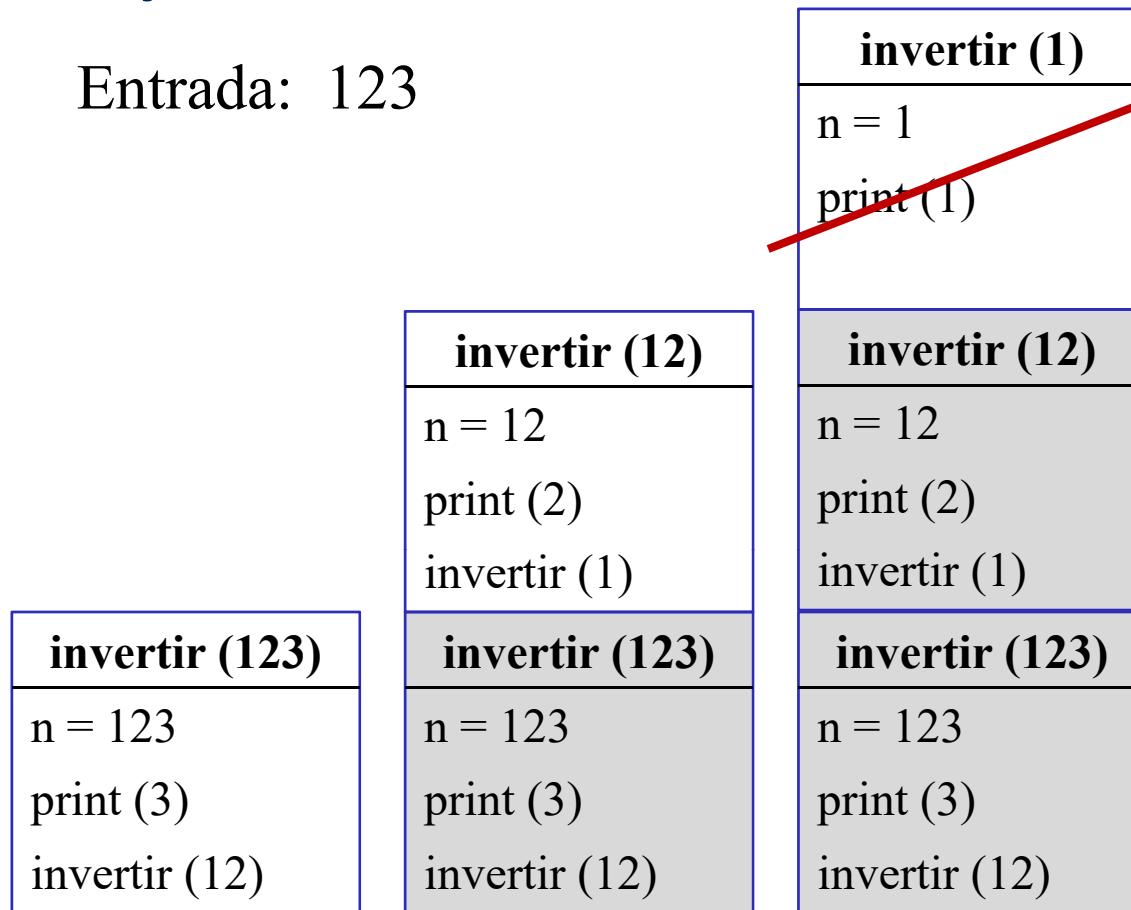 Entrada: 123
invertir (1)
n = 1
print (1)
invertir (12)
n = 12
print (2)
invertir (1)
invertir (12)
n = 12
print (2)
invertir (1)
invertir (123)
n = 123
print (3)
invertir (12)
invertir (123)
n = 123
print (3)
invertir (12)
invertir (123)
n = 123
print (3)
invertir (12)